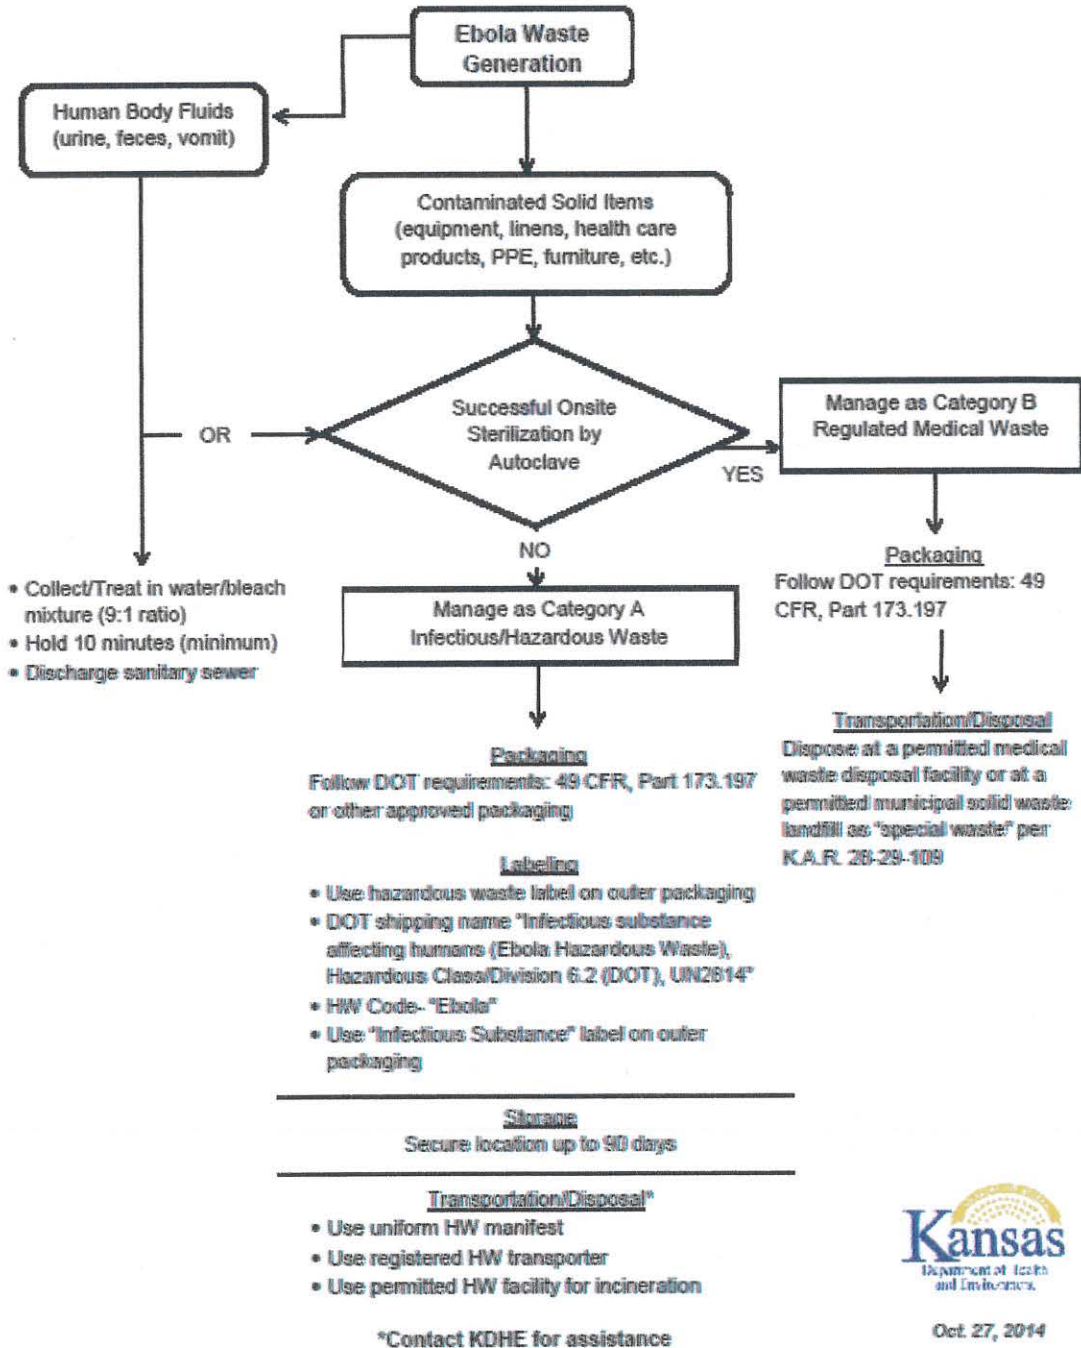 Ebola Waste
Generation
Human Body Fluids
(urine, feces, vomit)
Contaminated Solid Items
(equipment, linens, health care
products, PPE, furniture, etc.)
Successful Onsite
Sterilization by
Autoclave
OR
YES
NO
Manage as Category B
Regulated Medical Waste
Packaging
Follow DOT requirements: 49
CFR, Part 173.197
Transportation/Disposal
Dispose at a permitted medical
waste disposal facility or at a
permitted municipal solid waste
landfill as "special waste" per
K.A.R. 28-29-109
• Collect/Treat in water/bleach
mixture (9:1 ratio)
• Hold 10 minutes (minimum)
• Discharge sanitary sewer
Manage as Category A
Infectious/Hazardous Waste
Packaging
Follow DOT requirements: 49 CFR, Part 173.197
or other approved packaging
Labeling
• Use hazardous waste label on outer packaging
• DOT shipping name "Infectious substance
affecting humans (Ebola Hazardous Waste),
Hazardous Class/Division 6.2 (DOT), UN2814"
• HW Code- "Ebola"
• Use "Infectious Substance" label on outer
packaging
Storage
Secure location up to 90 days
Transportation/Disposal*
• Use uniform HW manifest
• Use registered HW transporter
• Use permitted HW facility for incineration
*Contact KDHE for assistance
Kansas
Department of Health
and Environment
Oct. 27, 2014